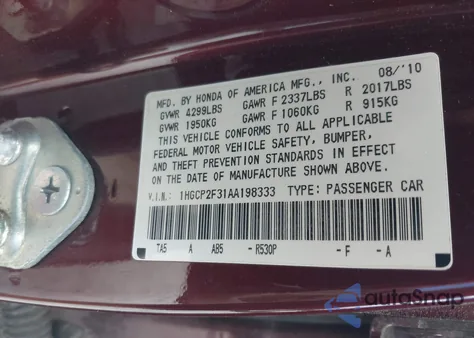 MFD. BY HONDA OF AMERICA MFG., INC. 08/'10
GVWR 4299LBS GAWR F 2337LBS R 2017LBS
GVWR 1950KG GAWR F 1060KG R 915KG
THIS VEHICLE CONFORMS TO ALL APPLICABLE
FEDERAL MOTOR VEHICLE SAFETY, BUMPER,
AND THEFT PREVENTION STANDARDS IN EFFECT
ON THE DATE OF MANUFACTURE SHOWN ABOVE.
V.I.N.: 1HGCP2F31AA198333 TYPE: PASSENGER CAR
TA5 A AB5 -R530P -F -A
autoSnap